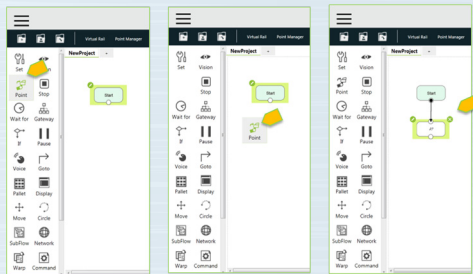 Virtual Rail Point Manager
NewProject -
Set Vision
Point Stop
Wait for Gateway
If Pause
Voice Goto
Pallet Display
Move Circle
SubFlow Network
Warp Command
Start
Virtual Rail Point Manager
NewProject -
Set Vision
Stop
Wait for Gateway
If Pause
Voice Goto
Pallet Display
Move Circle
SubFlow Network
Warp Command
Start
Point
Virtual Rail Point Manager
NewProject -
Set Vision
Point Stop
Wait for Gateway
If Pause
Voice Goto
Pallet Display
Move Circle
SubFlow Network
Warp Command
Start